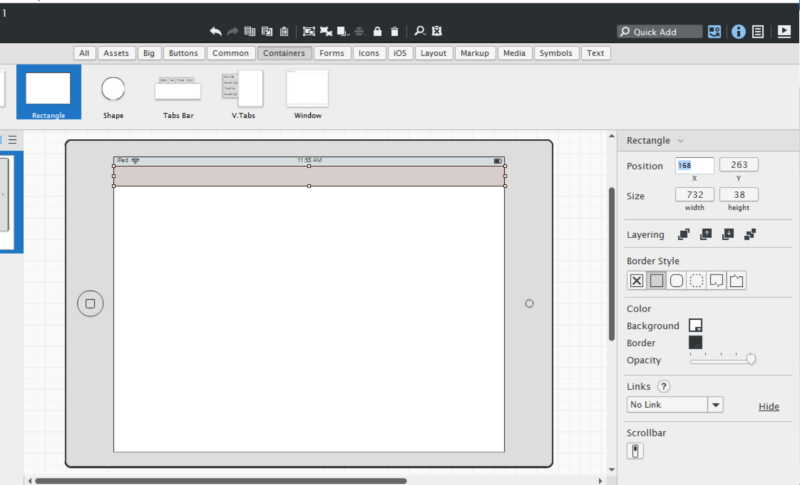 1
Quick Add
All Assets Big Buttons Common Containers Forms Icons iOS Layout Markup Media Symbols Text
Rectangle Shape Tabs Bar V.Tabs Window
iPad 11:55 AM
Rectangle
Position 168 263
X Y
Size 732 38
width height
Layering
Border Style
Color
Background
Border
Opacity
Links ?
No Link Hide
Scrollbar